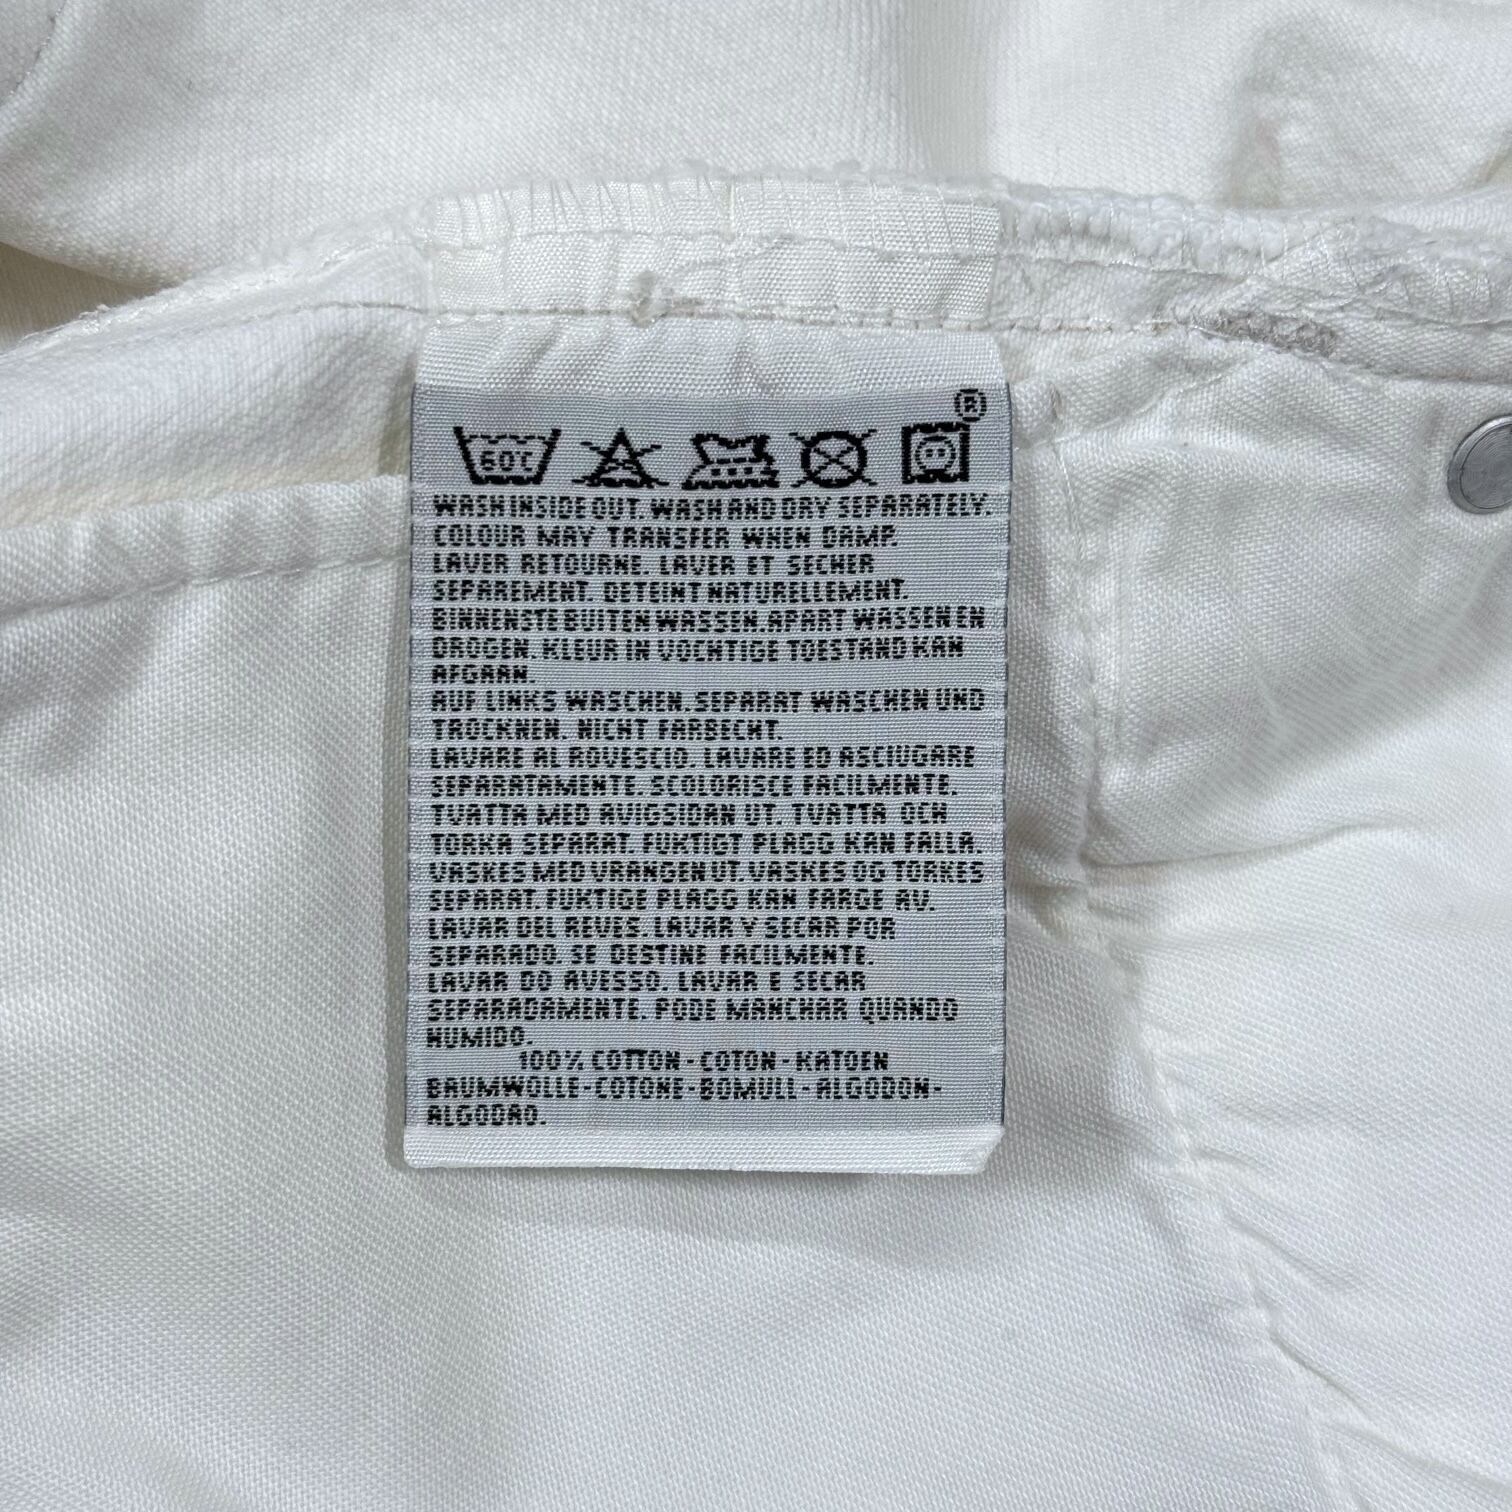 ®
60°C
WASH INSIDE OUT. WASH AND DRY SEPARATELY.
COLOUR MAY TRANSFER WHEN DAMP.
LAVER RETOURNE. LAVER ET SECHER
SEPAREMENT. DETEINT NATURELLEMENT.
BINNENSTE BUITEN WASSEN. APART WASSEN EN
DROGEN. KLEUR IN VOCHTIGE TOESTAND KAN
AFGAAN.
AUF LINKS WASCHEN. SEPARAT WASCHEN UND
TROCKNEN. NICHT FARBECHT.
LAVARE AL ROVESCIO. LAVARE ED ASCIUGARE
SEPARATAMENTE. SCOLORISCE FACILMENTE.
TVATTA MED AVIGSIDAN UT. TVATTA OCH
TORKA SEPARAT. FUKTIGT PLAGG KAN FALLA.
VASKES MED VRANGEN UT. VASKES OG TORKES
SEPARAT. FUKTIGE PLAGG KAN FARGE AV.
LAVAR DEL REVES. LAVAR Y SECAR POR
SEPARADO. SE DESTINE FACILMENTE.
LAVAR DO AVESSO. LAVAR E SECAR
SEPARADAMENTE. PODE MANCHAR QUANDO
HUMIDO.
100% COTTON - COTON - KATOEN
BAUMWOLLE - COTONE - BOMULL - ALGODON -
ALGODAO.